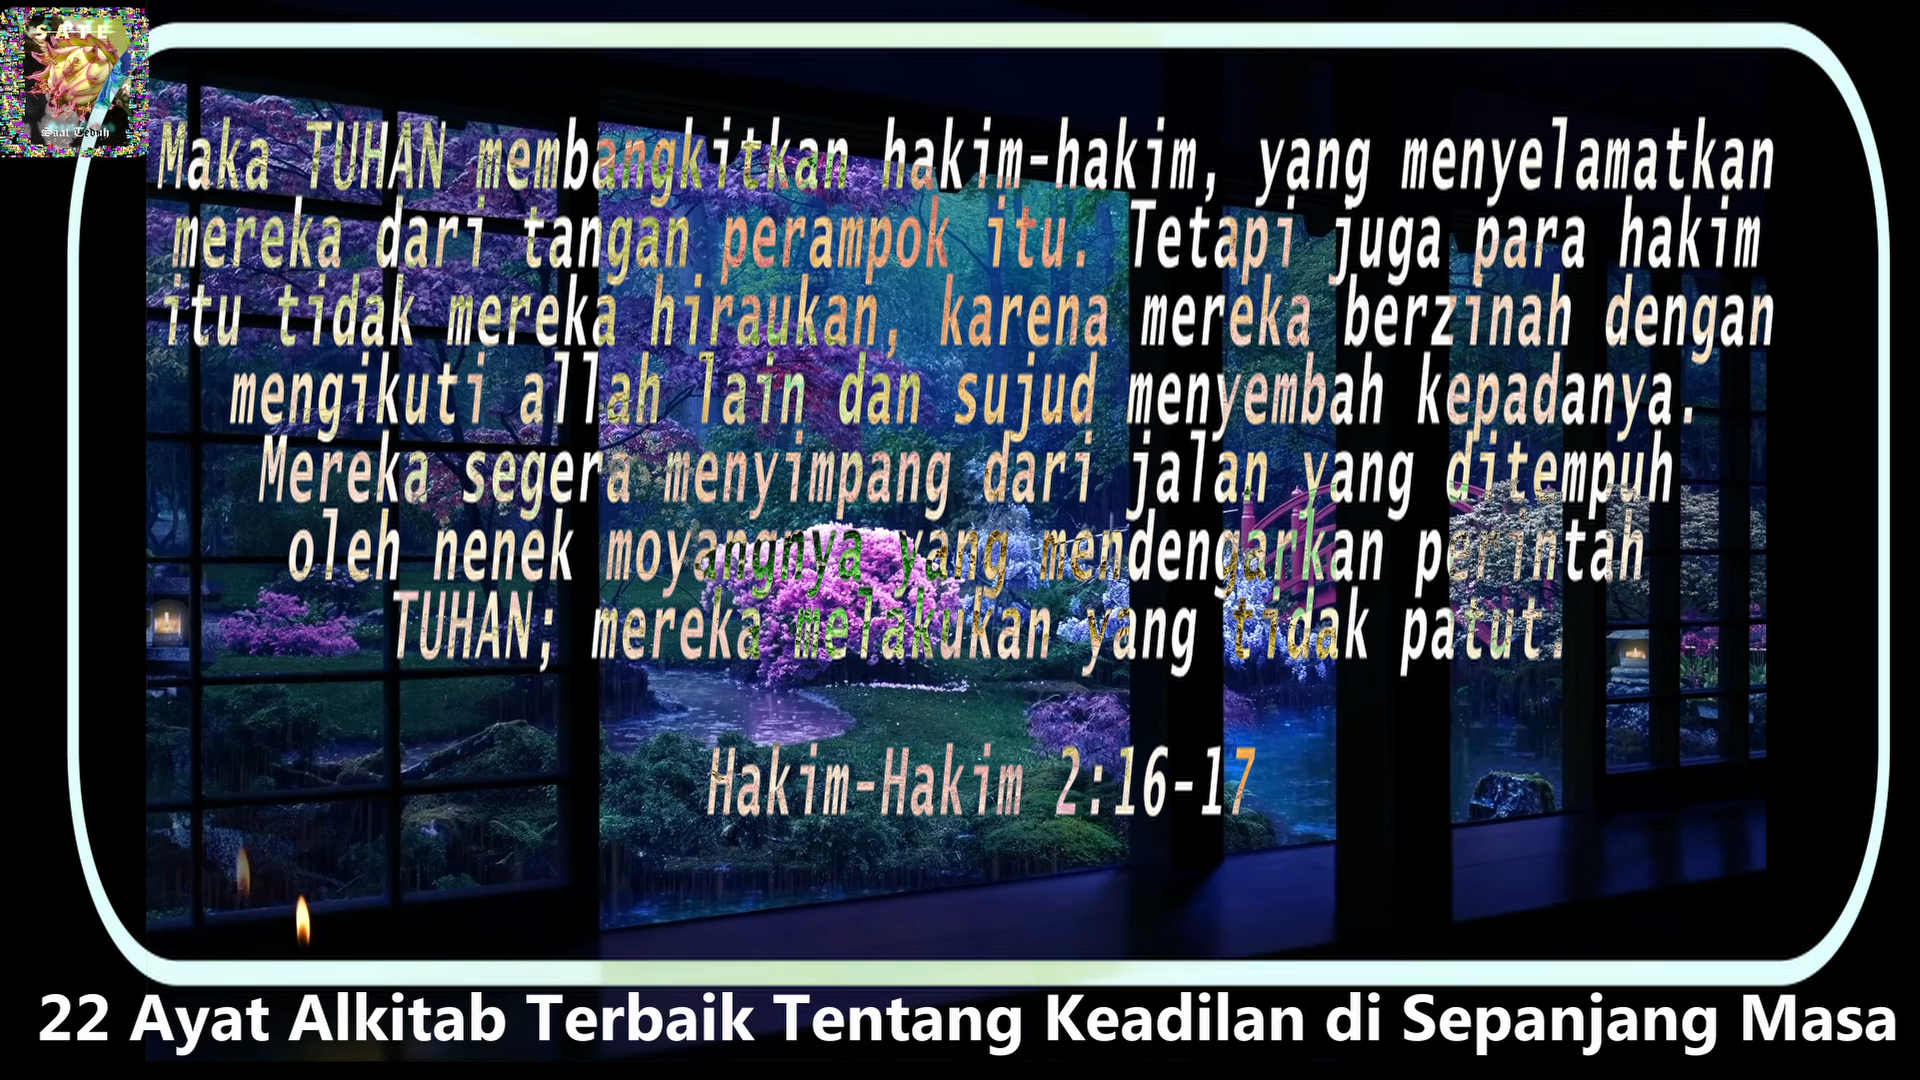 SATE
Saat Teduh
Maka TUHAN membangkitkan hakim-hakim, yang menyelamatkan
mereka dari tangan perampok itu. Tetapi juga para hakim
itu tidak mereka hiraukan, karena mereka berzinah dengan
mengikuti allah lain dan sujud menyembah kepadanya.
Mereka segera menyimpang dari jalan yang ditempuh
oleh nenek moyangnya yang mendengarkan perintah
TUHAN; mereka melakukan yang tidak patut.
Hakim-Hakim 2:16-17
22 Ayat Alkitab Terbaik Tentang Keadilan di Sepanjang Masa